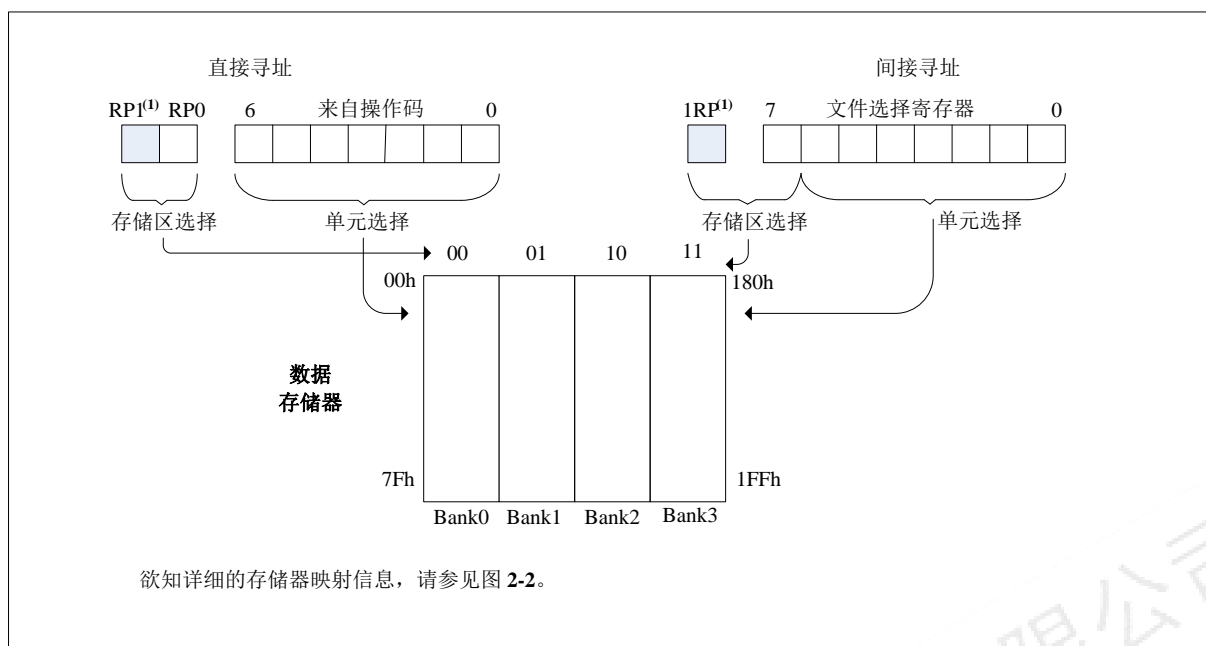 直接寻址 间接寻址
RP1(1) RP0 6 来自操作码 0 1RP(1) 7 文件选择寄存器 0
存储区选择 单元选择 存储区选择 单元选择
00 01 10 11
00h 180h
数据
存储器
7Fh 1FFh
Bank0 Bank1 Bank2 Bank3
欲知详细的存储器映射信息，请参见图 2-2。
限公司